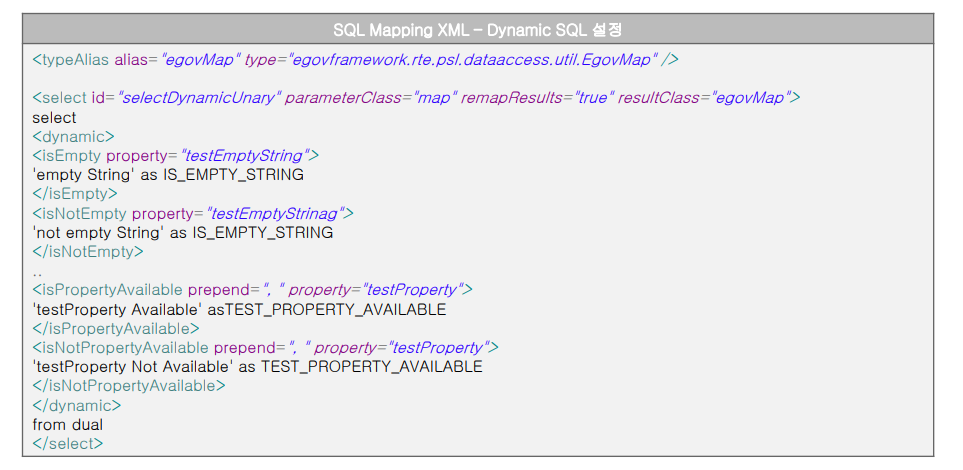 SQL Mapping XML – Dynamic SQL 설정
<typeAlias alias="egovMap" type="egovframework.rte.psl.dataaccess.util.EgovMap" />
<select id="selectDynamicUnary" parameterClass="map" remapResults="true" resultClass="egovMap">
select
<dynamic>
<isEmpty property="testEmptyString">
'empty String' as IS_EMPTY_STRING
</isEmpty>
<isNotEmpty property="testEmptyStrinag">
'not empty String' as IS_EMPTY_STRING
</isNotEmpty>
..
<isPropertyAvailable prepend=", " property="testProperty">
'testProperty Available' asTEST_PROPERTY_AVAILABLE
</isPropertyAvailable>
<isNotPropertyAvailable prepend=", " property="testProperty">
'testProperty Not Available' as TEST_PROPERTY_AVAILABLE
</isNotPropertyAvailable>
</dynamic>
from dual
</select>